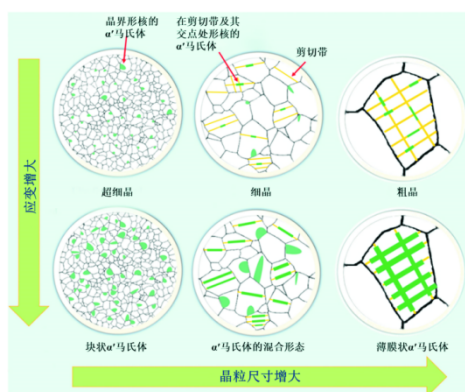 晶界形核的
α′马氏体
在剪切带及其
交点处形核的
α′马氏体
剪切带
超细晶
细晶
粗晶
应变增大
块状α′马氏体
α′马氏体的混合形态
薄膜状α′马氏体
晶粒尺寸增大